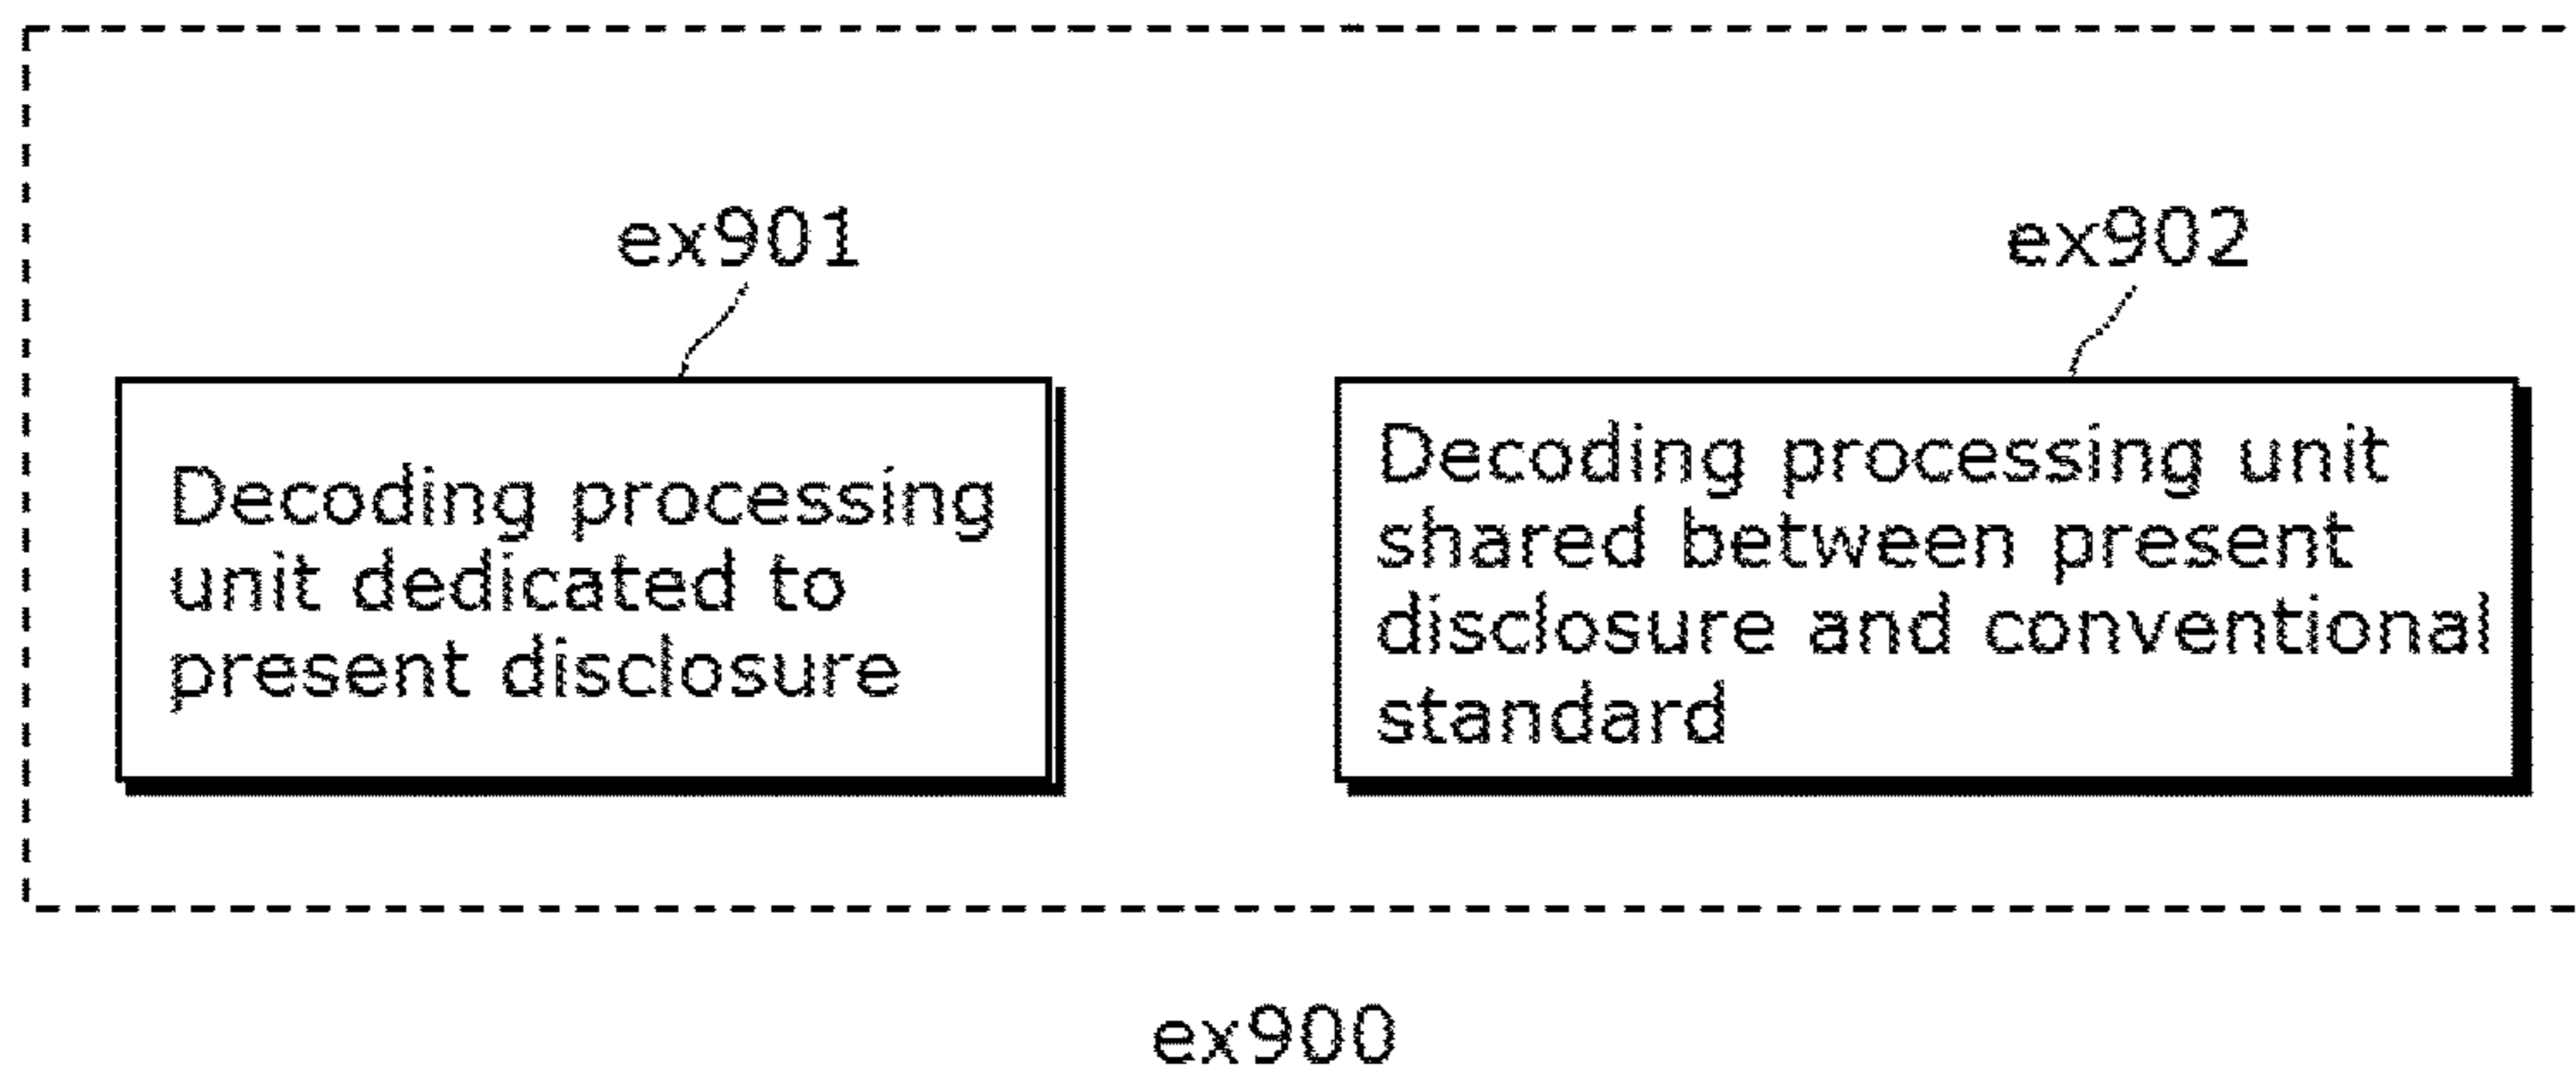 ex901
ex902
Decoding processing
unit dedicated to
present disclosure
Decoding processing unit
shared between present
disclosure and conventional
standard
ex900